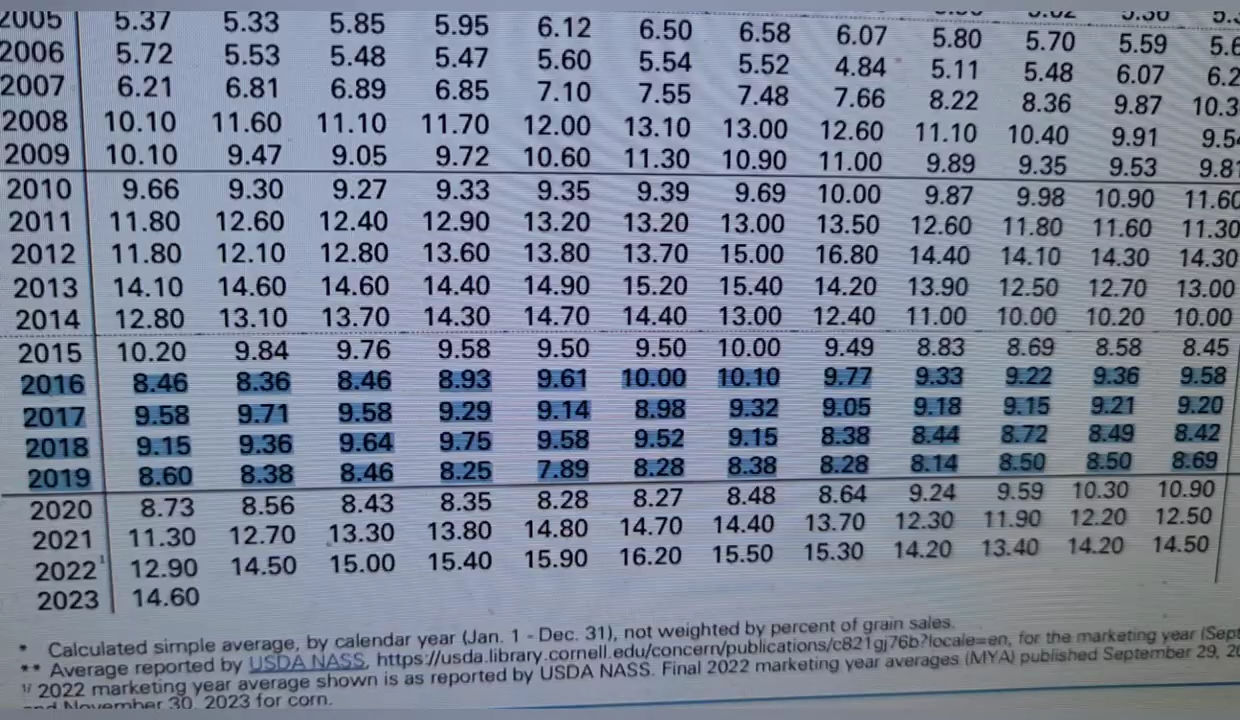 2005 5.37 5.33 5.85 5.95 6.12 6.50 6.58 6.07 5.80 5.70 5.59
2006 5.72 5.53 5.48 5.47 5.60 5.54 5.52 4.84 5.11 5.48 6.07
2007 6.21 6.81 6.89 6.85 7.10 7.55 7.48 7.66 8.22 8.36 9.87 10.3
2008 10.10 11.60 11.10 11.70 12.00 13.10 13.00 12.60 11.10 10.40 9.91 9.5
2009 10.10 9.47 9.05 9.72 10.60 11.30 10.90 11.00 9.89 9.35 9.53 9.81
2010 9.66 9.30 9.27 9.33 9.35 9.39 9.69 10.00 9.87 9.98 10.90 11.60
2011 11.80 12.60 12.40 12.90 13.20 13.20 13.00 13.50 12.60 11.80 11.60 11.30
2012 11.80 12.10 12.80 13.60 13.80 13.70 15.00 16.80 14.40 14.10 14.30 14.30
2013 14.10 14.60 14.60 14.40 14.90 15.20 15.40 14.20 13.90 12.50 12.70 13.00
2014 12.80 13.10 13.70 14.30 14.70 14.40 13.00 12.40 11.00 10.00 10.20 10.00
2015 10.20 9.84 9.76 9.58 9.50 9.50 10.00 9.49 8.83 8.69 8.58 8.45
2016 8.46 8.36 8.46 8.93 9.61 10.00 10.10 9.77 9.33 9.22 9.36 9.58
2017 9.58 9.71 9.58 9.29 9.14 8.98 9.32 9.05 9.18 9.15 9.21 9.20
2018 9.15 9.36 9.64 9.75 9.58 9.52 9.15 8.38 8.44 8.72 8.49 8.42
2019 8.60 8.38 8.46 8.25 7.89 8.28 8.38 8.28 8.14 8.50 8.50 8.69
2020 8.73 8.56 8.43 8.35 8.28 8.27 8.48 8.64 9.24 9.59 10.30 10.90
2021 11.30 12.70 13.30 13.80 14.80 14.70 14.40 13.70 12.30 11.90 12.20 12.50
2022¹ 12.90 14.50 15.00 15.40 15.90 16.20 15.50 15.30 14.20 13.40 14.20 14.50
2023 14.60
* Calculated simple average, by calendar year (Jan. 1 - Dec. 31), not weighted by percent of grain sales.
** Average reported by USDA NASS, https://usda.library.cornell.edu/concern/publications/c821gj76b?locale=en, for the marketing year (Sept
1/ 2022 marketing year average shown is as reported by USDA NASS. Final 2022 marketing year averages (MYA) published September 29, 20
and November 30, 2023 for corn.